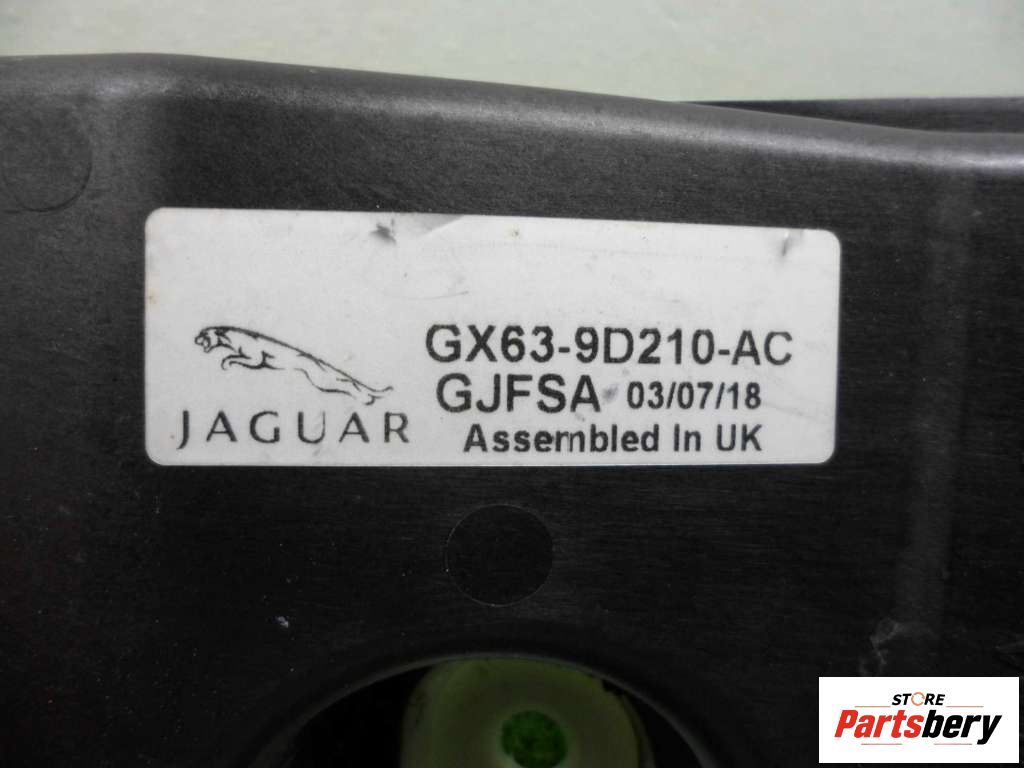 GX63-9D210-AC
GJFSA 03/07/18
JAGUAR
Assembled In UK
STORE
Partsbery